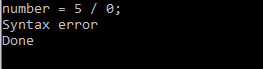 number = 5 / 0;
Syntax error
Done